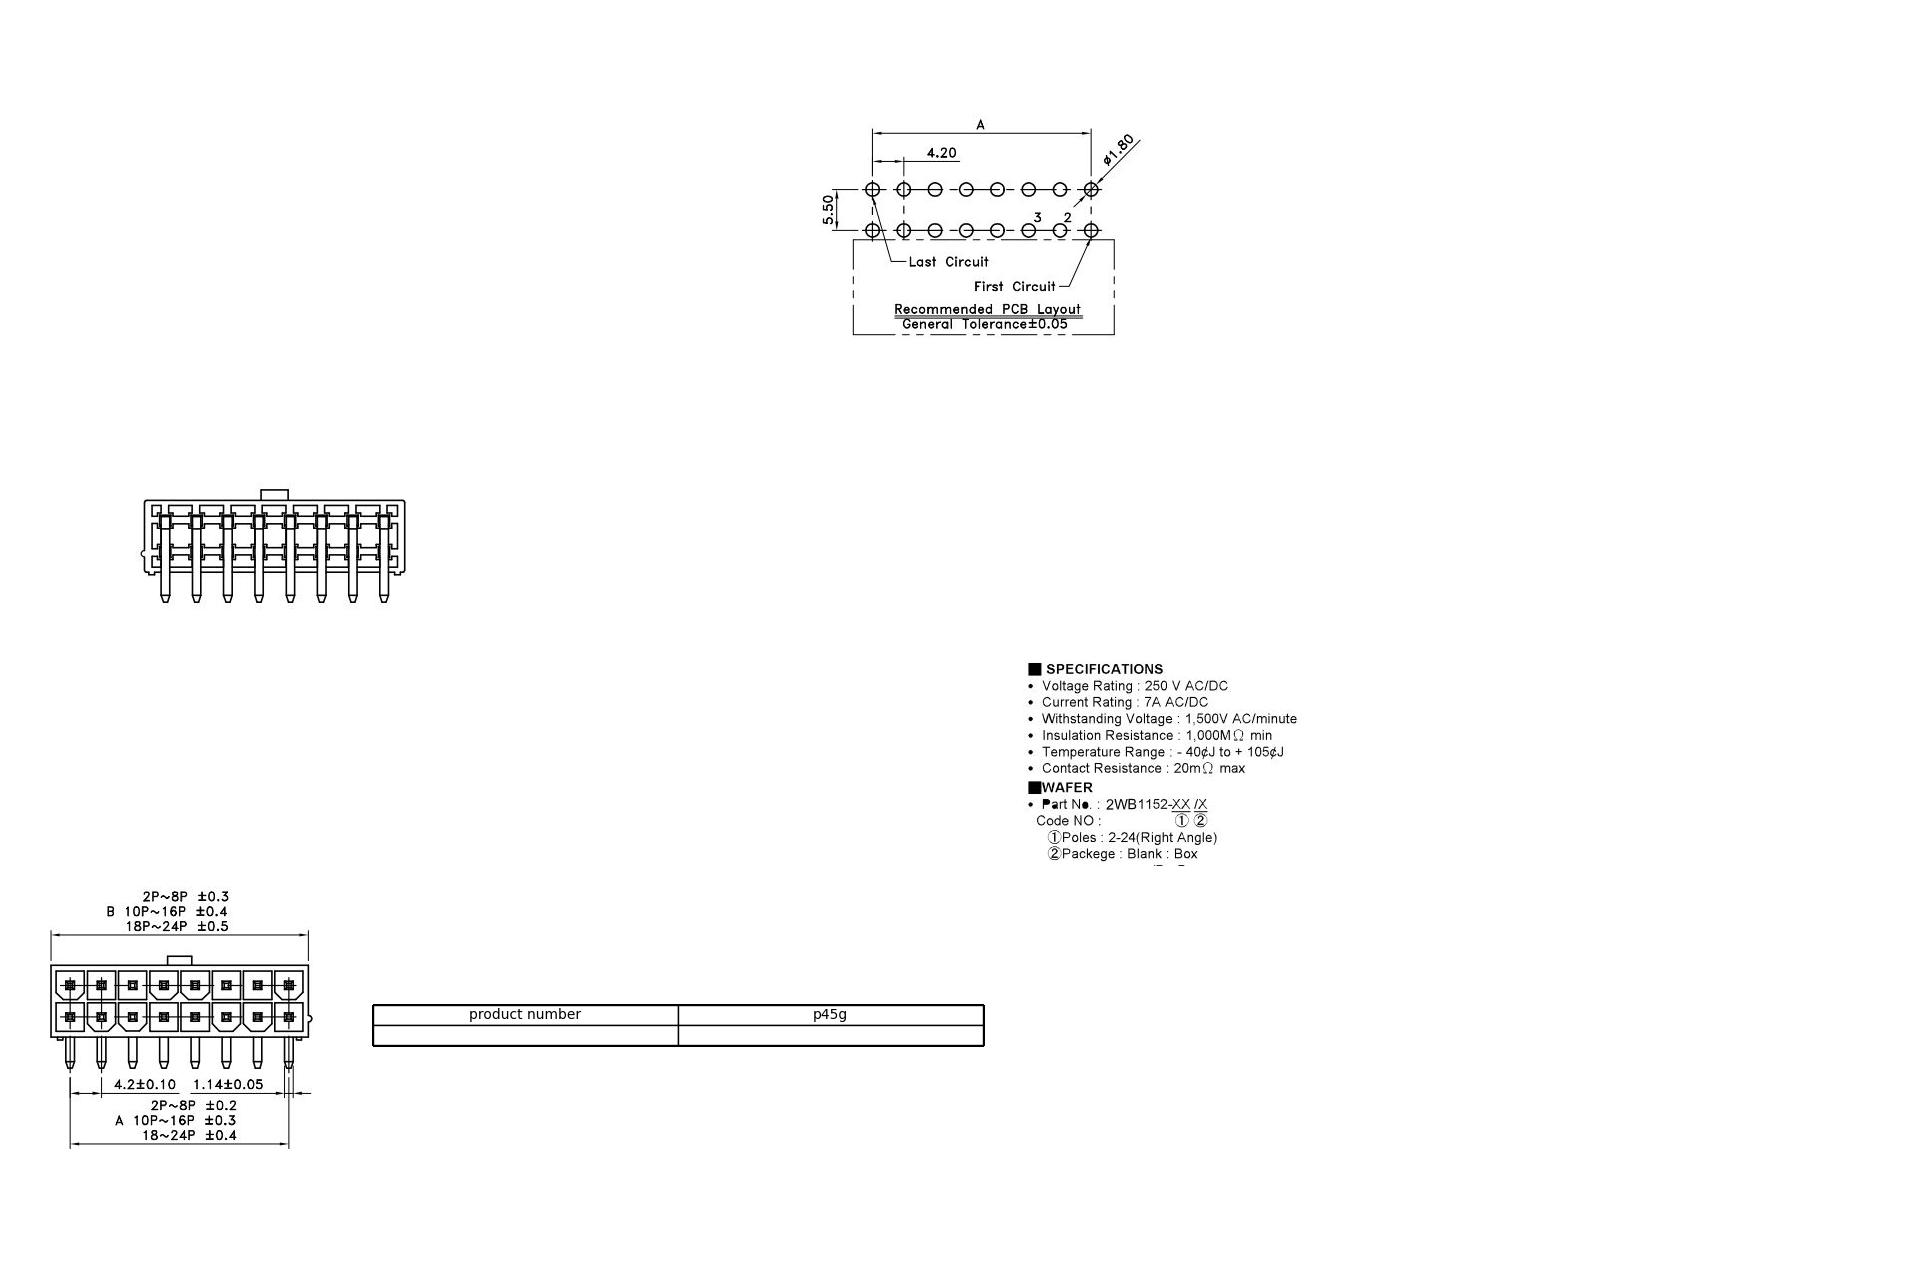 A
4.20
ø1.80
5.50
3 2
Last Circuit
First Circuit
Recommended PCB Layout
General Tolerance±0.05
SPECIFICATIONS
• Voltage Rating : 250 V AC/DC
• Current Rating : 7A AC/DC
• Withstanding Voltage : 1,500V AC/minute
• Insulation Resistance : 1,000MΩ min
• Temperature Range : - 40¢J to + 105¢J
• Contact Resistance : 20mΩ max
WAFER
• Part No. : 2WB1152-XX /X
Code NO : ① ②
①Poles : 2-24(Right Angle)
②Packege : Blank : Box
2P~8P ±0.3
B 10P~16P ±0.4
18P~24P ±0.5
product number p45g
4.2±0.10 1.14±0.05
2P~8P ±0.2
A 10P~16P ±0.3
18~24P ±0.4